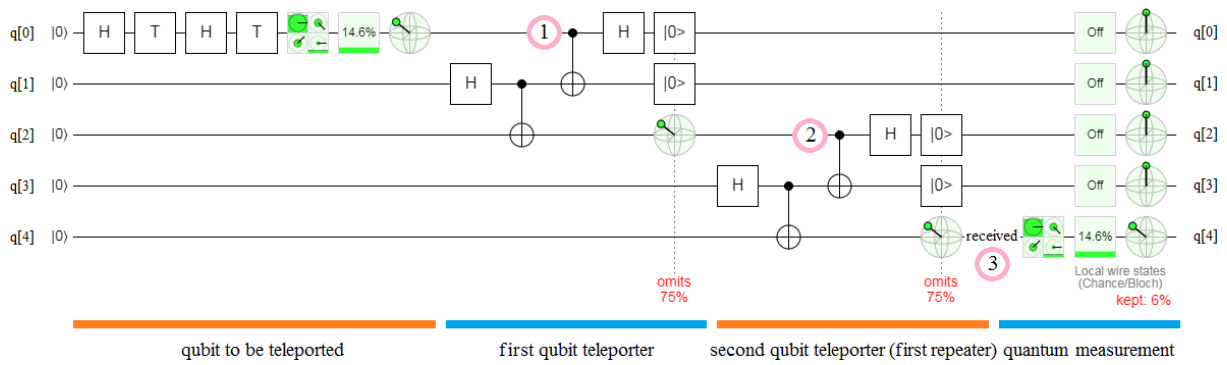 q[0] |0⟩ H T H T 14.6% 1 H |0> Off q[0]
q[1] |0⟩ H |0> Off q[1]
q[2] |0⟩ 2 H |0> Off q[2]
q[3] |0⟩ H |0> Off q[3]
q[4] |0⟩ received 14.6% q[4]
3
omits
75%
omits
75%
Local wire states
(Chance/Bloch)
kept: 6%
qubit to be teleported
first qubit teleporter
second qubit teleporter (first repeater)
quantum measurement